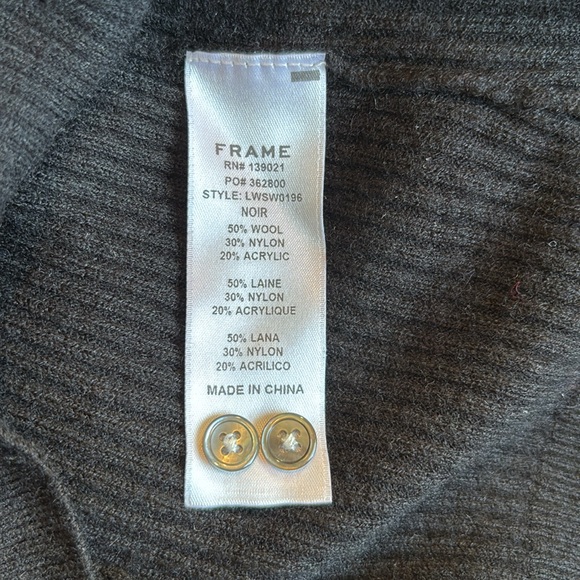 FRAME
RN# 139021
PO# 362800
STYLE: LWSW0196
NOIR
50% WOOL
30% NYLON
20% ACRYLIC
50% LAINE
30% NYLON
20% ACRYLIQUE
50% LANA
30% NYLON
20% ACRILICO
MADE IN CHINA